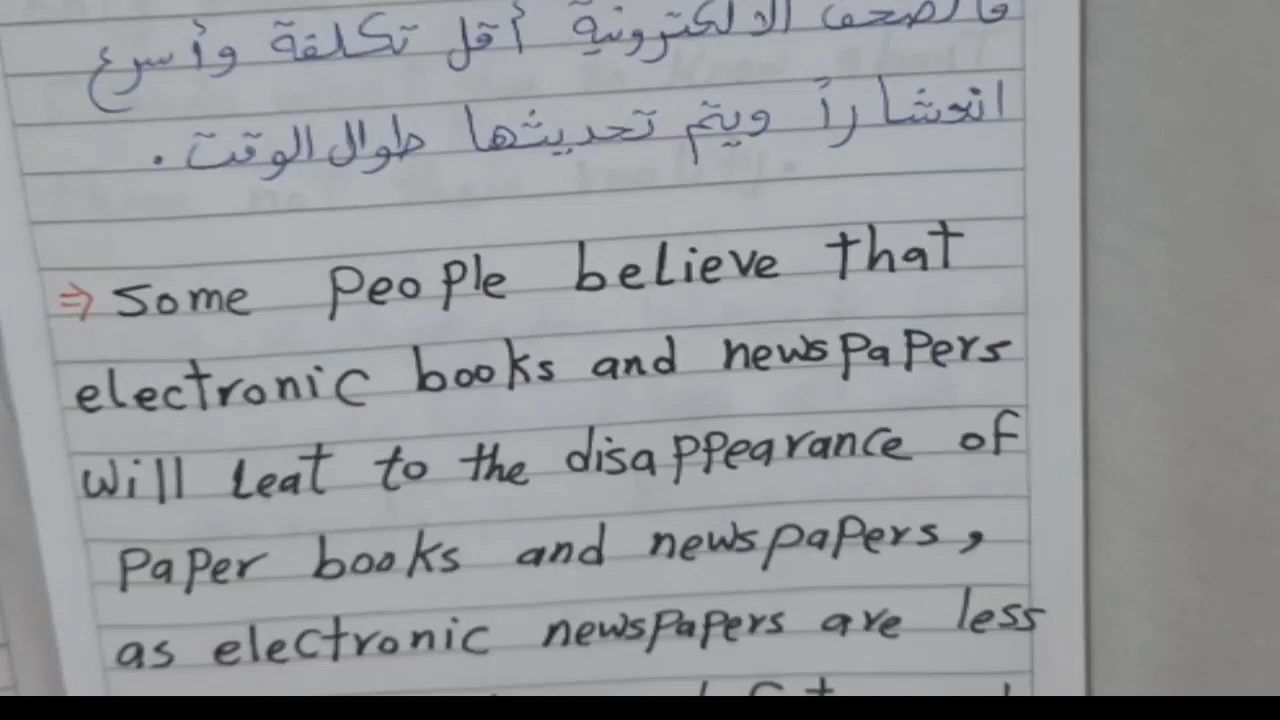 فالصحف الالكترونية أقل تكلفة وأسرع
انتشاراً ويتم تحديثها طوال الوقت .
⇒ Some people believe that
electronic books and newspapers
will leat to the disappearance of
paper books and newspapers,
as electronic newspapers are less